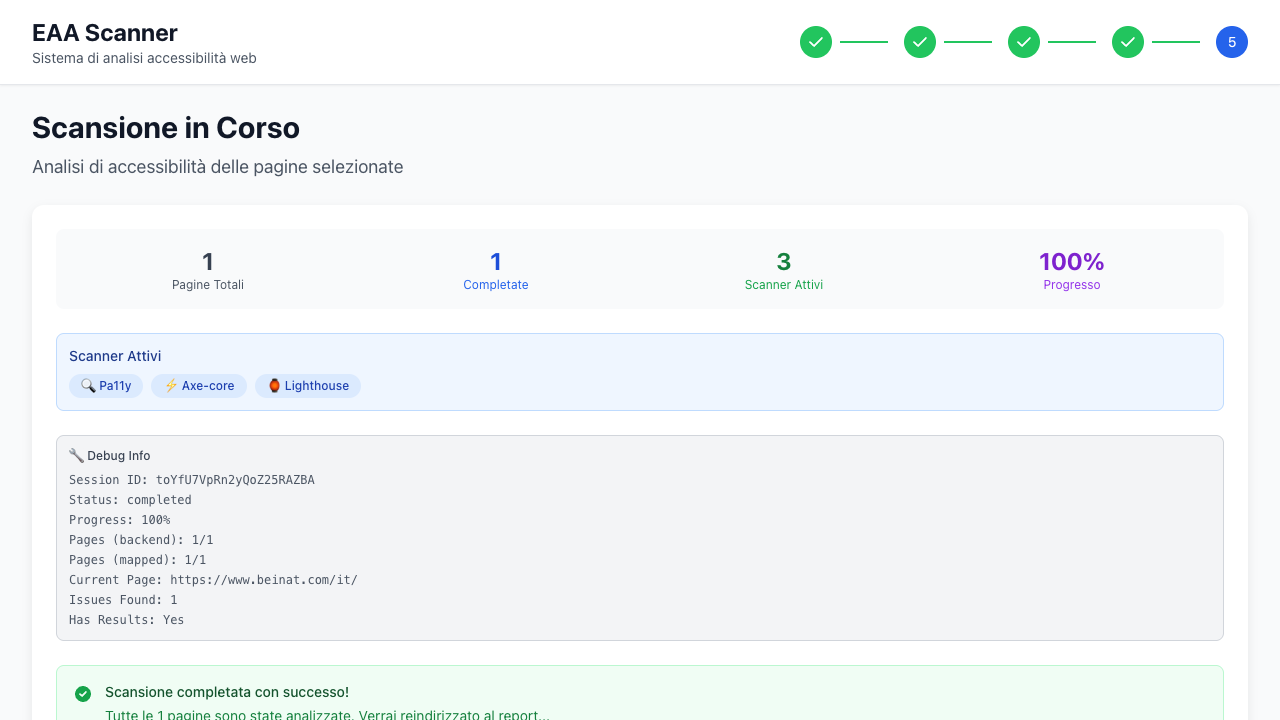 EAA Scanner
Sistema di analisi accessibilità web
5
Scansione in Corso
Analisi di accessibilità delle pagine selezionate
1
Pagine Totali
1
Completate
3
Scanner Attivi
100%
Progresso
Scanner Attivi
🔍 Pa11y
⚡ Axe-core
🏮 Lighthouse
🔧 Debug Info
Session ID: toYfU7VpRn2yQoZ25RAZBA
Status: completed
Progress: 100%
Pages (backend): 1/1
Pages (mapped): 1/1
Current Page: https://www.beinat.com/it/
Issues Found: 1
Has Results: Yes
Scansione completata con successo!
Tutte le 1 pagine sono state analizzate. Verrai reindirizzato al report...